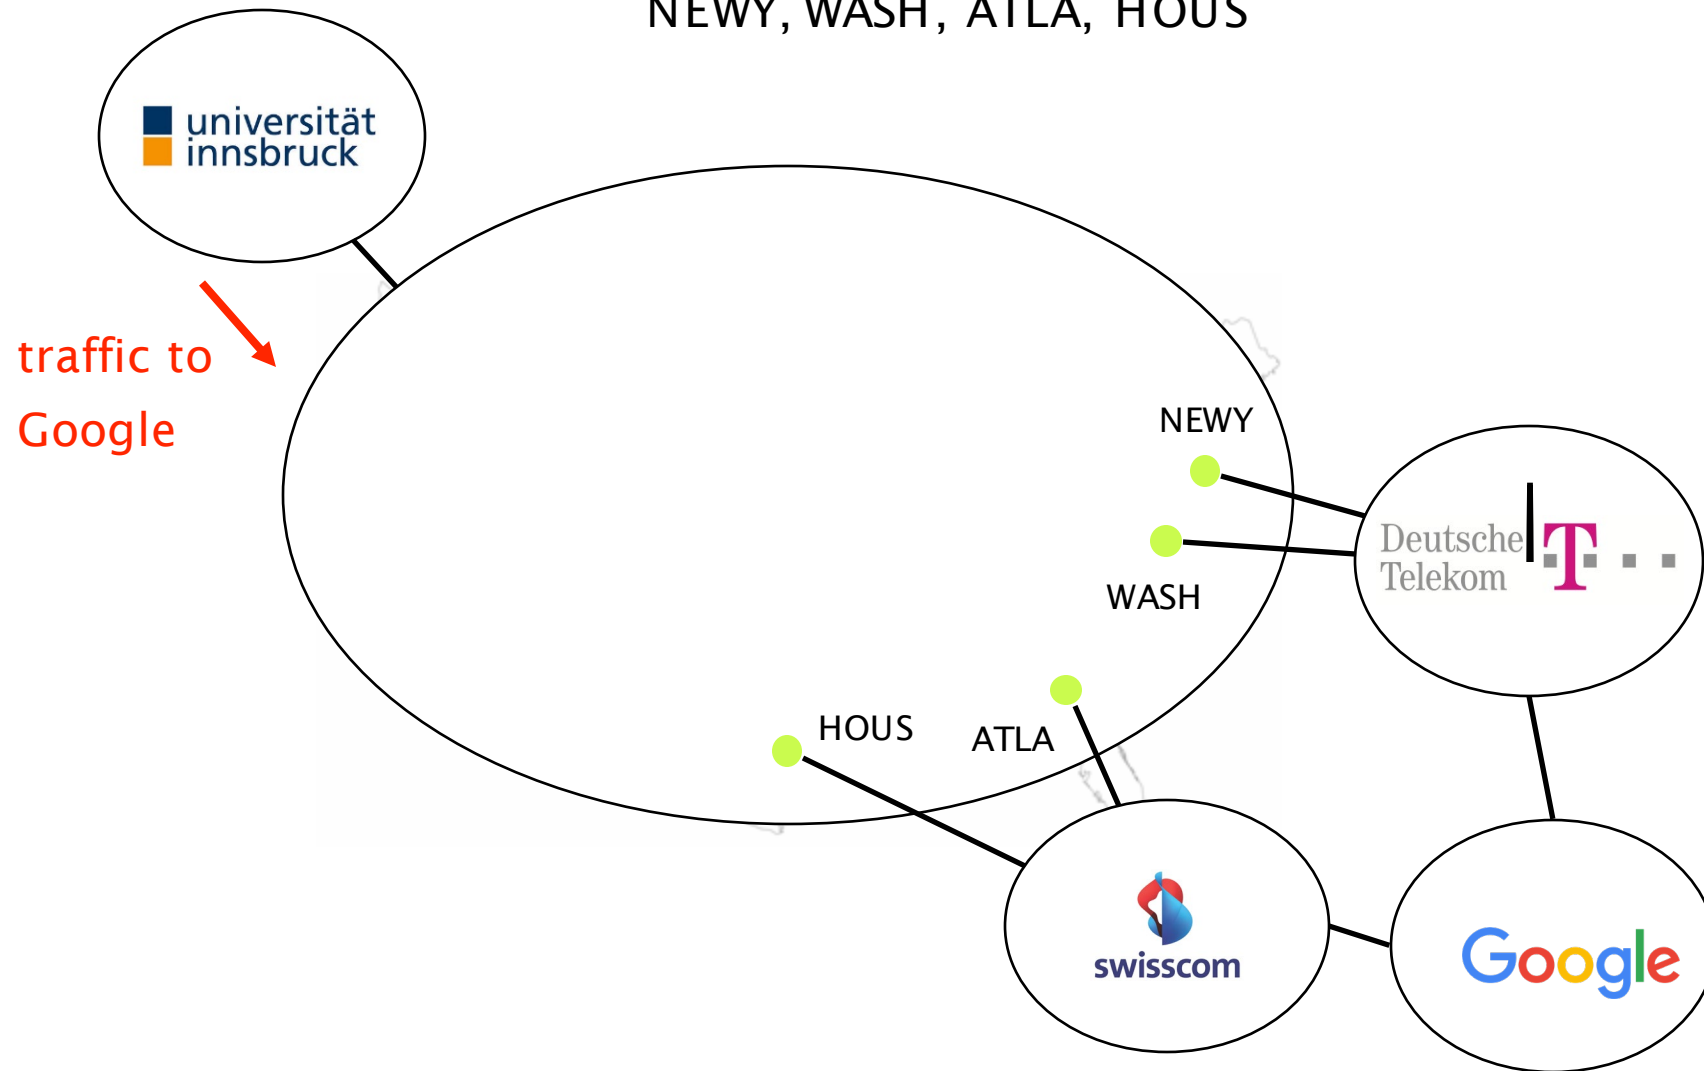 NEWY, WASH, ATLA, HOUS
universität
innsbruck
traffic to
Google
NEWY
WASH
HOUS
ATLA
Deutsche
Telekom
T
swisscom
Google